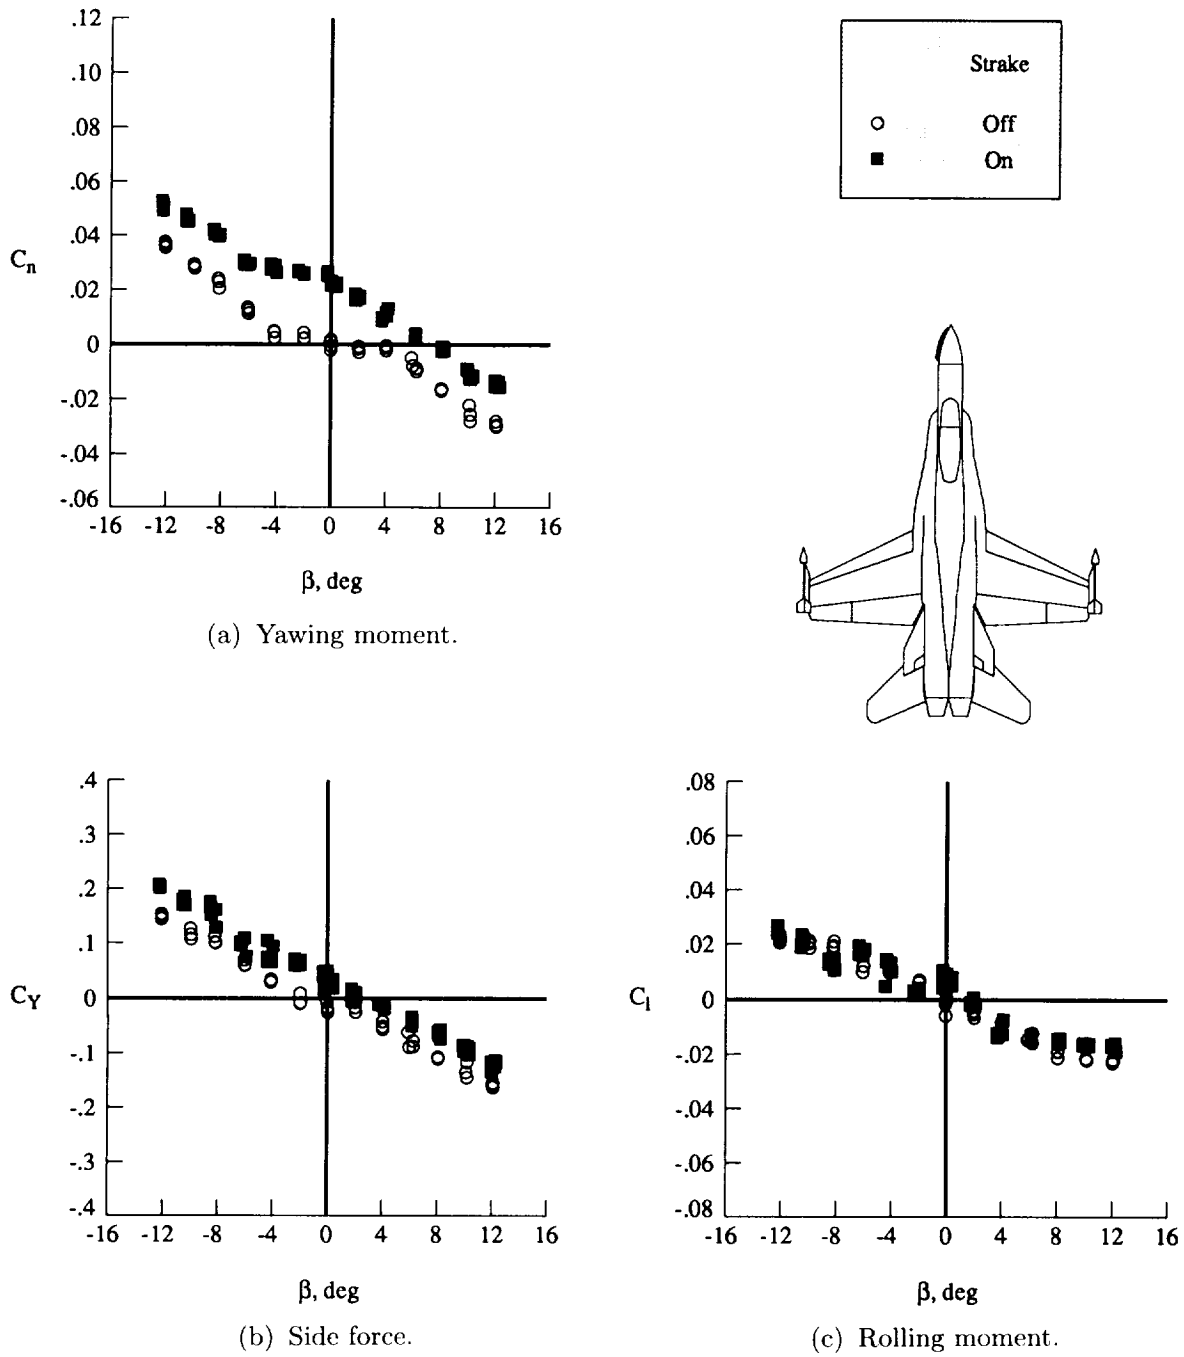 .12
.10
.08
.06
.04
.02
0
-.02
-.04
-.06
Cn
-16 -12 -8 -4 0 4 8 12 16
β, deg
(a) Yawing moment.
Strake
Off
On
.4
.3
.2
.1
0
-.1
-.2
-.3
-.4
CY
-16 -12 -8 -4 0 4 8 12 16
β, deg
(b) Side force.
.08
.06
.04
.02
0
-.02
-.04
-.06
-.08
Cl
-16 -12 -8 -4 0 4 8 12 16
β, deg
(c) Rolling moment.